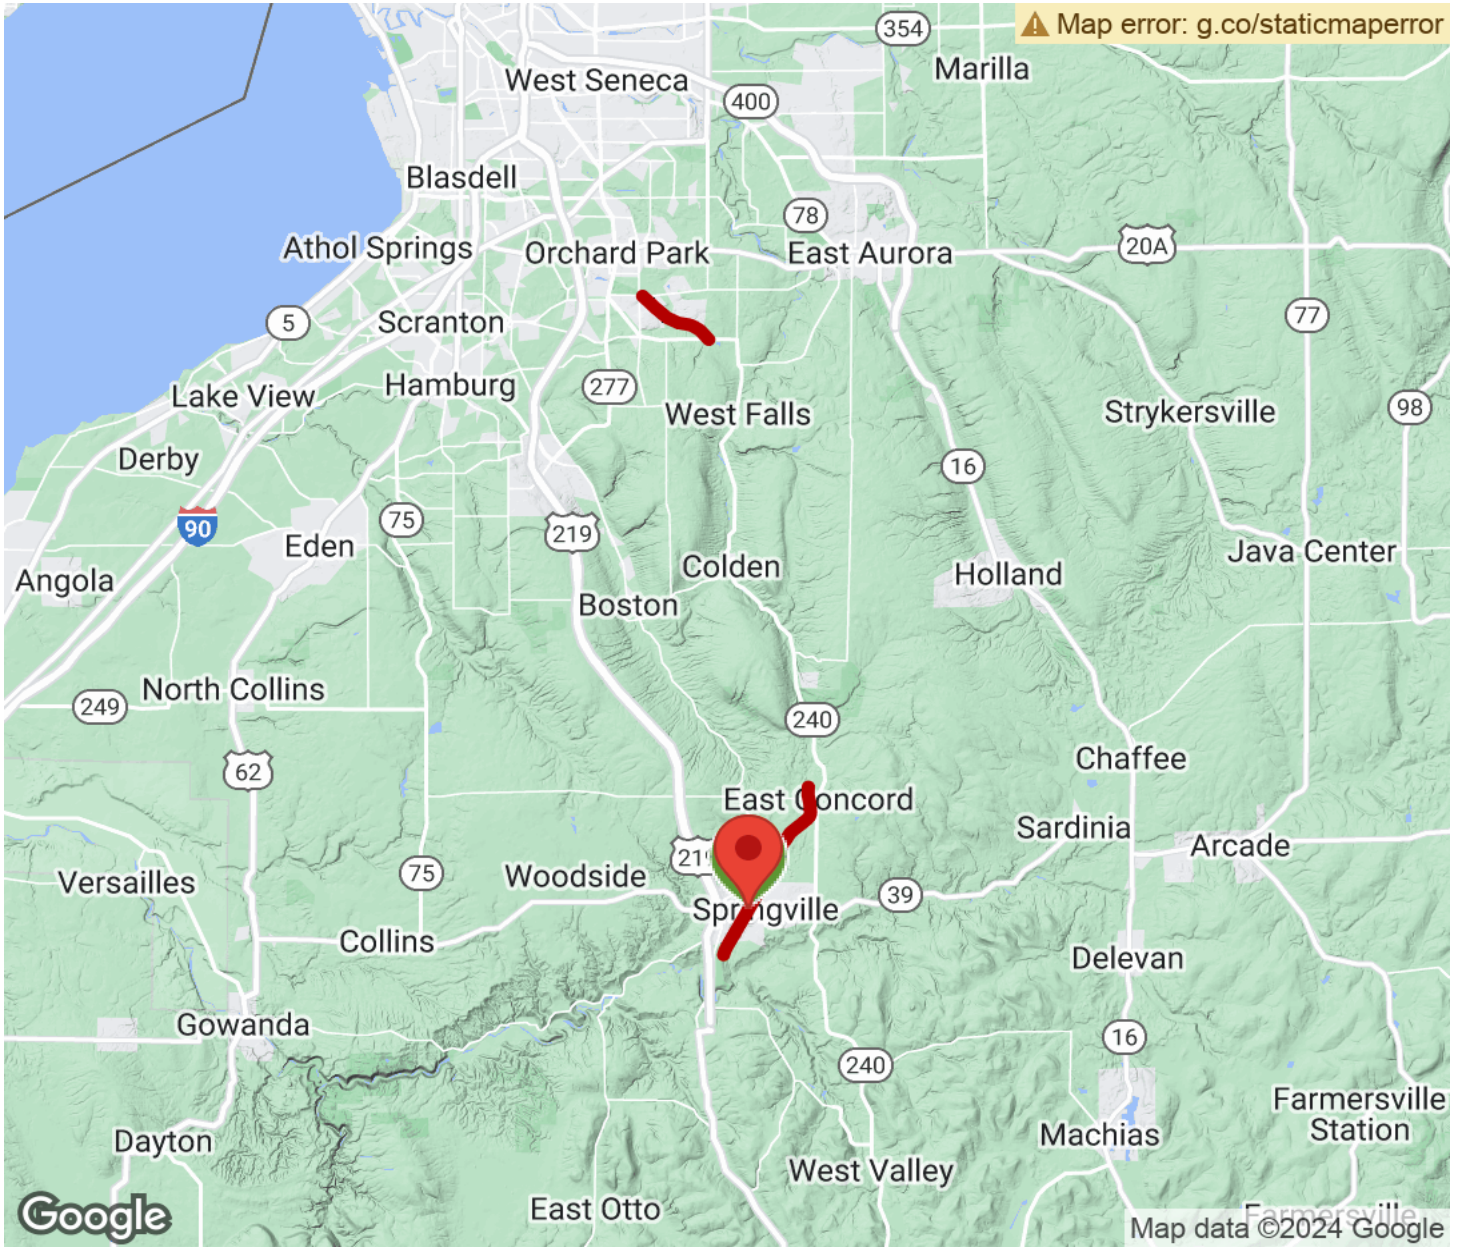 354
Map error: g.co/staticmaperror
Marilla
West Seneca
400
Blasdell
78
Athol Springs
Orchard Park
East Aurora
20A
5
Scranton
77
Lake View
Hamburg
277
West Falls
Strykersville
98
Derby
16
90
75
219
Eden
Java Center
Angola
Colden
Holland
Boston
North Collins
249
240
62
Chaffee
East Concord
Sardinia
Arcade
219
Versailles
75
Woodside
39
Springville
Collins
Delevan
Gowanda
16
240
Farmersville
Station
Dayton
Machias
West Valley
East Otto
Google
Farmersville
Map data ©2024 Google